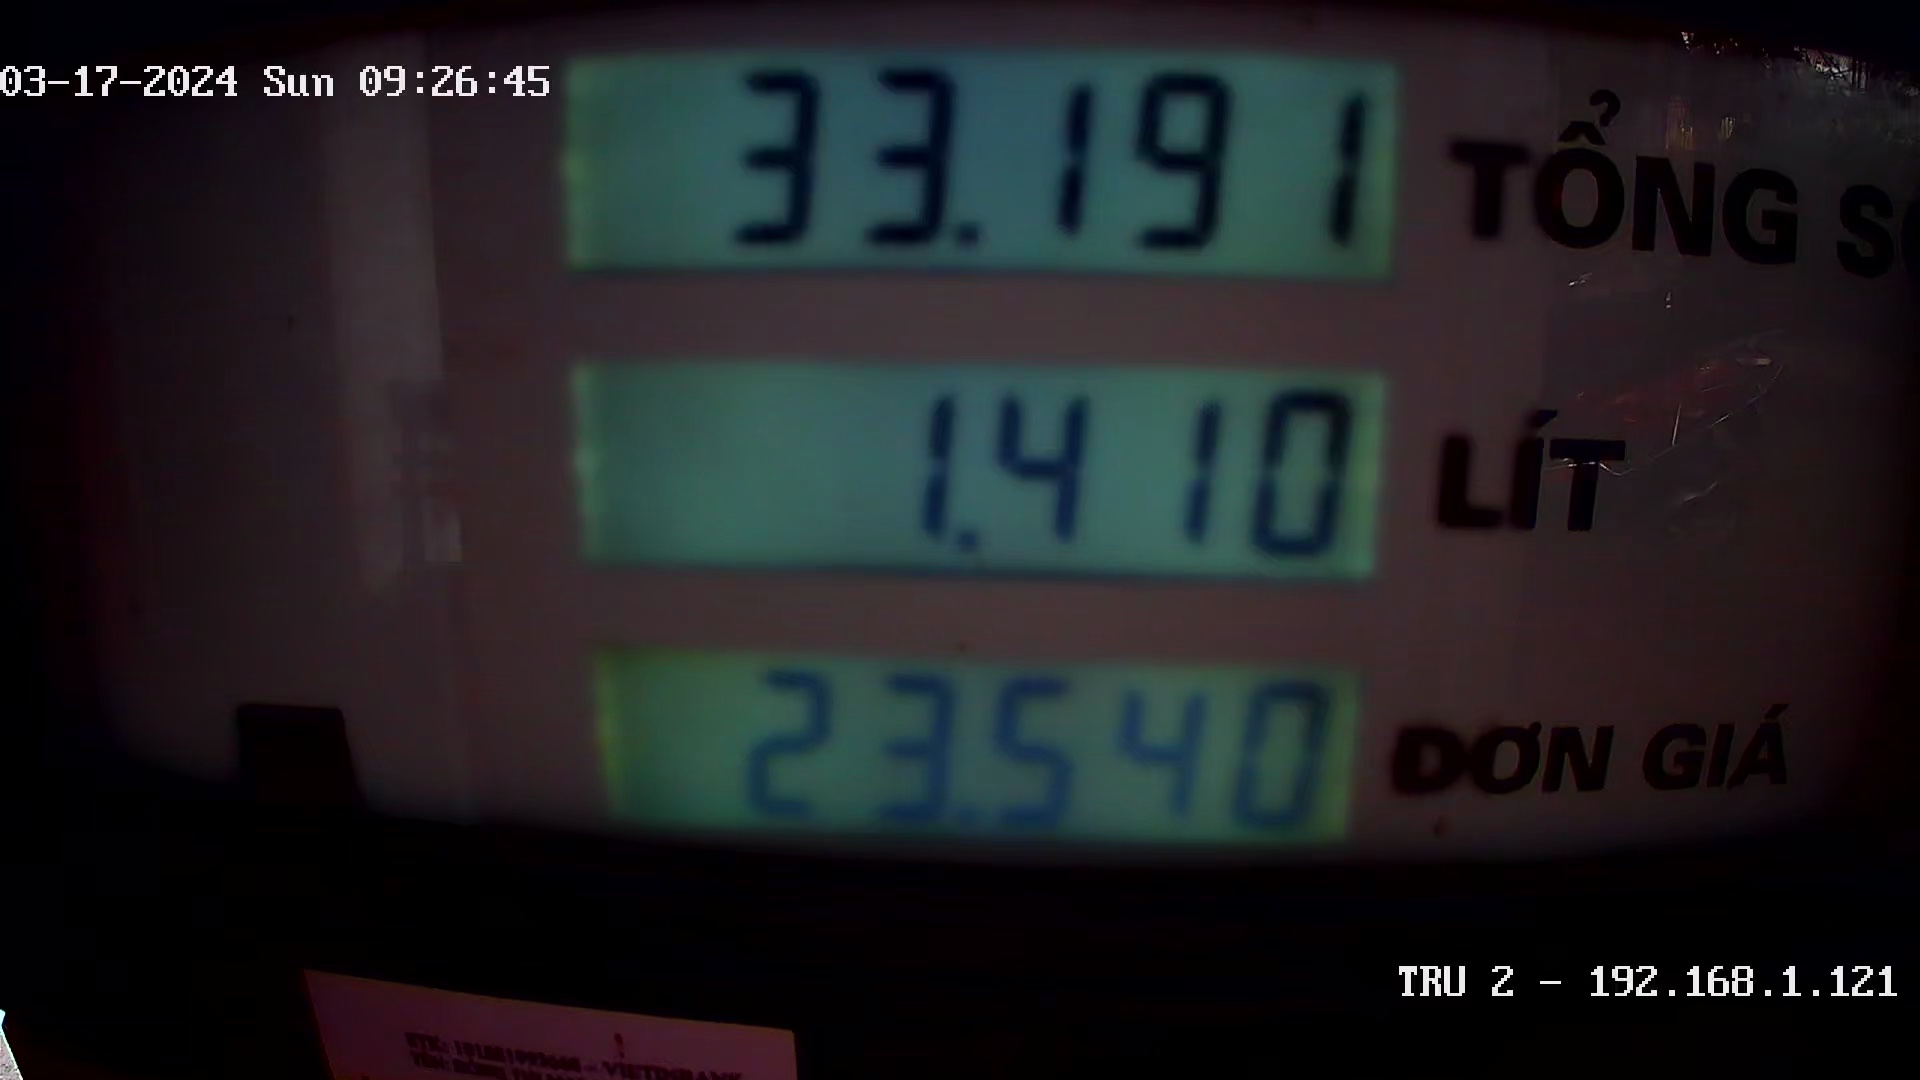 03-17-2024 Sun 09:26:45
33.191 TỔNG S
1.410 LÍT
23.540 ĐƠN GIÁ
TRU 2 - 192.168.1.121